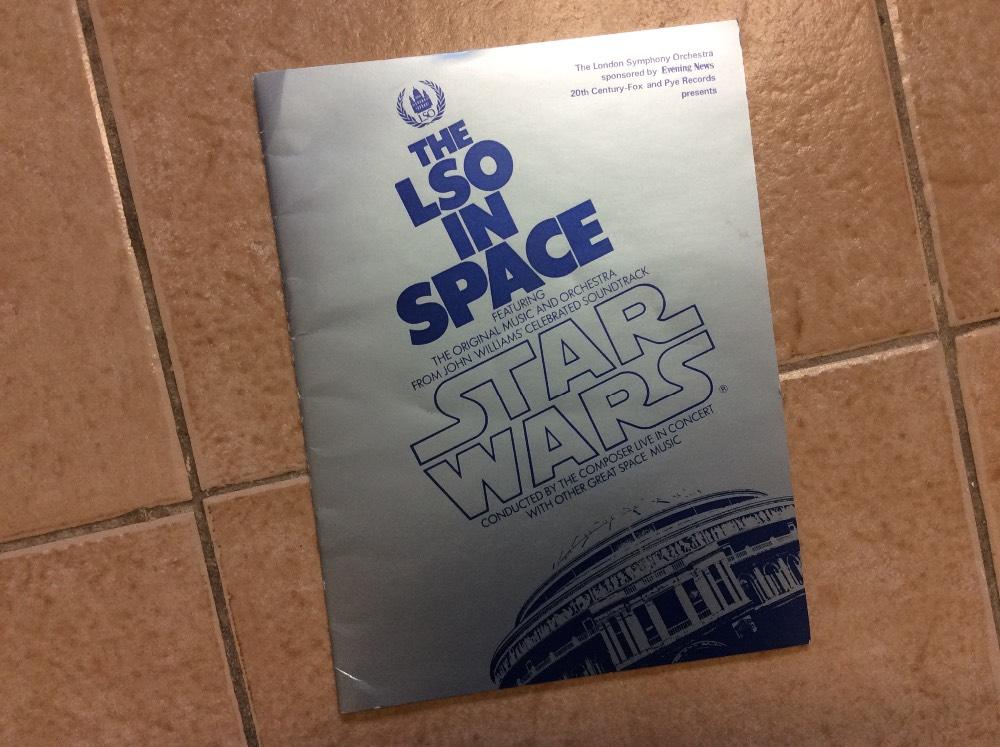 The London Symphony Orchestra
sponsored by Evening News
20th Century-Fox and Pye Records
presents
LSO
THE
LSO
IN
SPACE
FEATURING
THE ORIGINAL MUSIC AND ORCHESTRA
FROM JOHN WILLIAMS' CELEBRATED SOUNDTRACK
STAR
WARS®
CONDUCTED BY THE COMPOSER LIVE IN CONCERT
WITH OTHER GREAT SPACE MUSIC